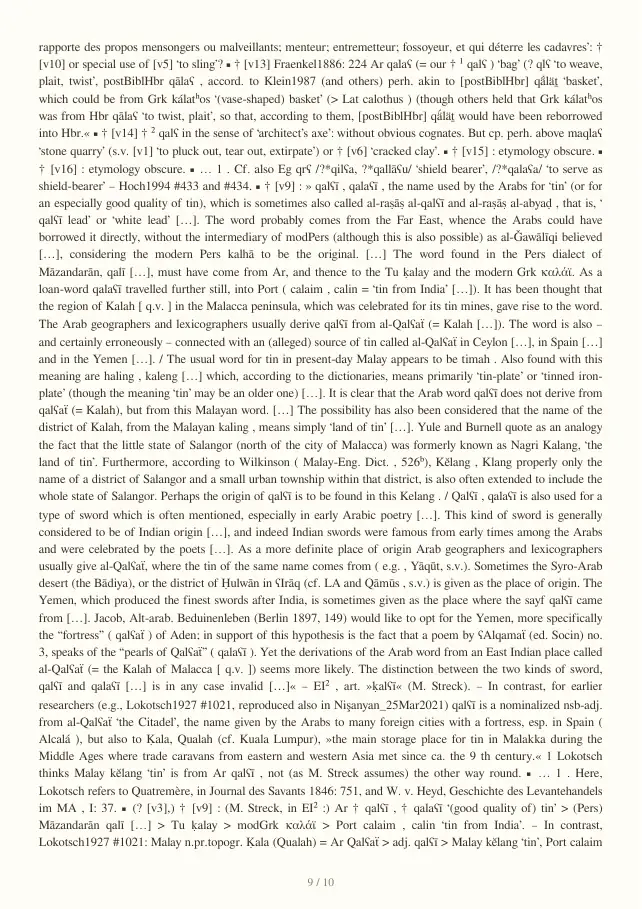 rapporte des propos mensongers ou malveillants; menteur; entremetteur; fossoyeur, et qui déterre les cadavres’: †
[v10] or special use of [v5] ‘to sling’? ▪ † [v13] Fraenkel1886: 224 Ar qalaʕ (= our † ¹ qalʕ ) ‘bag’ (? qlʕ ‘to weave,
plait, twist’, postBiblHbr qālaʕ , accord. to Klein1987 (and others) perh. akin to [postBiblHbr] qā̊läṯ ‘basket’,
which could be from Grk kálatʰos ‘(vase-shaped) basket’ (> Lat calothus ) (though others held that Grk kálatʰos
was from Hbr qālaʕ ‘to twist, plait’, so that, according to them, [postBiblHbr] qā̊läṯ would have been reborrowed
into Hbr.« ▪ † [v14] † ² qalʕ in the sense of ‘architect’s axe’: without obvious cognates. But cp. perh. above maqlaʕ
‘stone quarry’ (s.v. [v1 ‘to pluck out, tear out, extirpate’) or † [v6] ‘cracked clay’. ▪ † [v15] : etymology obscure. ▪
† [v16] : etymology obscure. ▪ … 1 . Cf. also Eg qrʕ /?*qilʕa, ?*qallāʕu/ ‘shield bearer’, /?*qalaʕa/ ‘to serve as
shield-bearer’ – Hoch1994 #433 and #434. ▪ † [v9] : » qalʕī , qalaʕī , the name used by the Arabs for ‘tin’ (or for
an especially good quality of tin), which is sometimes also called al-raṣāṣ al-qalʕī and al-raṣāṣ al-abyaḍ , that is, ‘
qalʕī lead’ or ‘white lead’ […]. The word probably comes from the Far East, whence the Arabs could have
borrowed it directly, without the intermediary of modPers (although this is also possible) as al-Ǧawālīqī believed
[…], considering the modern Pers kalhā to be the original. […] The word found in the Pers dialect of
Māzandarān, qalī […], must have come from Ar, and thence to the Tu ḳalay and the modern Grk καλάϊ. As a
loan-word qalaʕī travelled further still, into Port ( calaim , calin = ‘tin from India’ […]). It has been thought that
the region of Kalah [ q.v. ] in the Malacca peninsula, which was celebrated for its tin mines, gave rise to the word.
The Arab geographers and lexicographers usually derive qalʕī from al-Qalʕaẗ (= Kalah […]). The word is also –
and certainly erroneously – connected with an (alleged) source of tin called al-Qalʕaẗ in Ceylon […], in Spain […]
and in the Yemen […]. / The usual word for tin in present-day Malay appears to be timah . Also found with this
meaning are haling , kaleng […] which, according to the dictionaries, means primarily ‘tin-plate’ or ‘tinned iron-
plate’ (though the meaning ‘tin’ may be an older one) […]. It is clear that the Arab word qalʕī does not derive from
qalʕaẗ (= Kalah), but from this Malayan word. […] The possibility has also been considered that the name of the
district of Kalah, from the Malayan kaling , means simply ‘land of tin’ […]. Yule and Burnell quote as an analogy
the fact that the little state of Salangor (north of the city of Malacca) was formerly known as Nagri Kalang, ‘the
land of tin’. Furthermore, according to Wilkinson ( Malay-Eng. Dict. , 526ᵇ), Kĕlang , Klang properly only the
name of a district of Salangor and a small urban township within that district, is also often extended to include the
whole state of Salangor. Perhaps the origin of qalʕī is to be found in this Kelang . / Qalʕī , qalaʕī is also used for a
type of sword which is often mentioned, especially in early Arabic poetry […]. This kind of sword is generally
considered to be of Indian origin […], and indeed Indian swords were famous from early times among the Arabs
and were celebrated by the poets […]. As a more definite place of origin Arab geographers and lexicographers
usually give al-Qalʕaẗ, where the tin of the same name comes from ( e.g. , Yāqūt, s.v.). Sometimes the Syro-Arab
desert (the Bādiya), or the district of Ḥulwān in ʕIrāq (cf. LA and Qāmūs , s.v.) is given as the place of origin. The
Yemen, which produced the finest swords after India, is sometimes given as the place where the sayf qalʕī came
from […]. Jacob, Alt-arab. Beduinenleben (Berlin 1897, 149) would like to opt for the Yemen, more specifically
the “fortress” ( qalʕaẗ ) of Aden; in support of this hypothesis is the fact that a poem by ʕAlqamaẗ (ed. Socin) no.
3, speaks of the “pearls of Qalʕaẗ” ( qalaʕī ). Yet the derivations of the Arab word from an East Indian place called
al-Qalʕaẗ (= the Kalah of Malacca [ q.v. ]) seems more likely. The distinction between the two kinds of sword,
qalʕī and qalaʕī […] is in any case invalid […]« – EI², art. »ḳalʕī« (M. Streck). – In contrast, for earlier
researchers (e.g., Lokotsch1927 #1021, reproduced also in Nişanyan_25Mar2021) qalʕī is a nominalized nsb-adj.
from al-Qalʕaẗ ‘the Citadel’, the name given by the Arabs to many foreign cities with a fortress, esp. in Spain (
Alcalá ), but also to Ḳala, Qualah (cf. Kuala Lumpur), »the main storage place for tin in Malakka during the
Middle Ages where trade caravans from eastern and western Asia met since ca. the 9 th century.« 1 Lokotsch
thinks Malay kĕlang ‘tin’ is from Ar qalʕī , not (as M. Streck assumes) the other way round. ▪ … 1 . Here,
Lokotsch refers to Quatremère, in Journal des Savants 1846: 751, and W. v. Heyd, Geschichte des Levantehandels
im MA , I: 37. ▪ (? [v3],) † [v9] : (M. Streck, in EI² :) Ar † qalʕī , † qalaʕī ‘(good quality of) tin’ > (Pers)
Māzandarān qalī […] > Tu ḳalay > modGrk καλάϊ > Port calaim , calin ‘tin from India’. – In contrast,
Lokotsch1927 #1021: Malay n.pr.topogr. Ḳala (Qualah) = Ar Qalʕaẗ > adj. qalʕī > Malay kĕlang ‘tin’, Port calaim
9 / 10